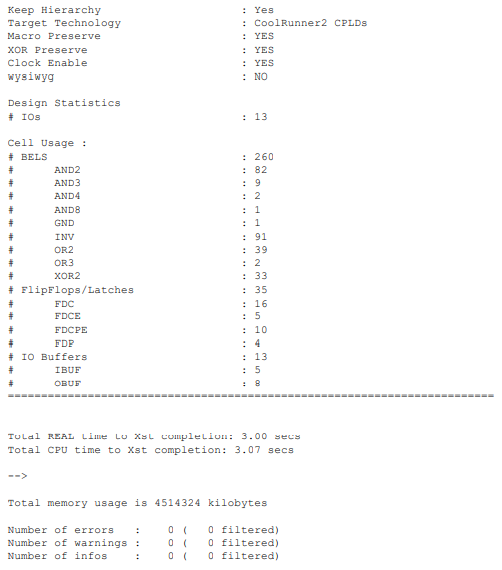 Keep Hierarchy : Yes
Target Technology : CoolRunner2 CPLDs
Macro Preserve : YES
XOR Preserve : YES
Clock Enable : YES
wysiwyg : NO
Design Statistics
# IOs : 13
Cell Usage :
# BELS : 260
# AND2 : 82
# AND3 : 9
# AND4 : 2
# AND8 : 1
# GND : 1
# INV : 91
# OR2 : 39
# OR3 : 2
# XOR2 : 33
# FlipFlops/Latches : 35
# FDC : 16
# FDCE : 5
# FDCPE : 10
# FDP : 4
# IO Buffers : 13
# IBUF : 5
# OBUF : 8
=========================================================================
Total REAL time to Xst completion: 3.00 secs
Total CPU time to Xst completion: 3.07 secs
-->
Total memory usage is 4514324 kilobytes
Number of errors : 0 ( 0 filtered)
Number of warnings : 0 ( 0 filtered)
Number of infos : 0 ( 0 filtered)